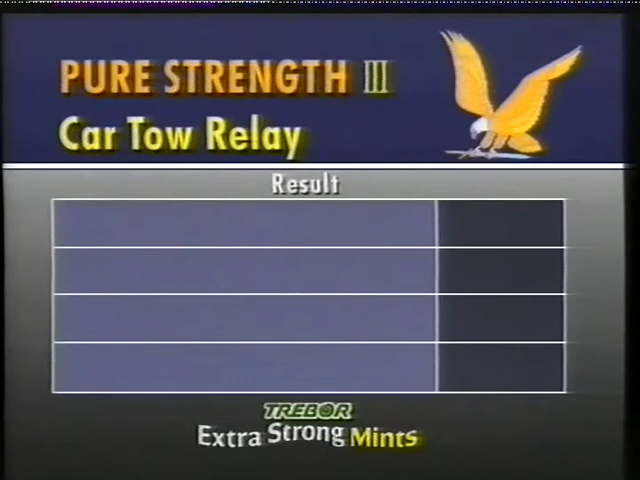 PURE STRENGTH III
Car Tow Relay
Result
TREBOR
Extra Strong Mints